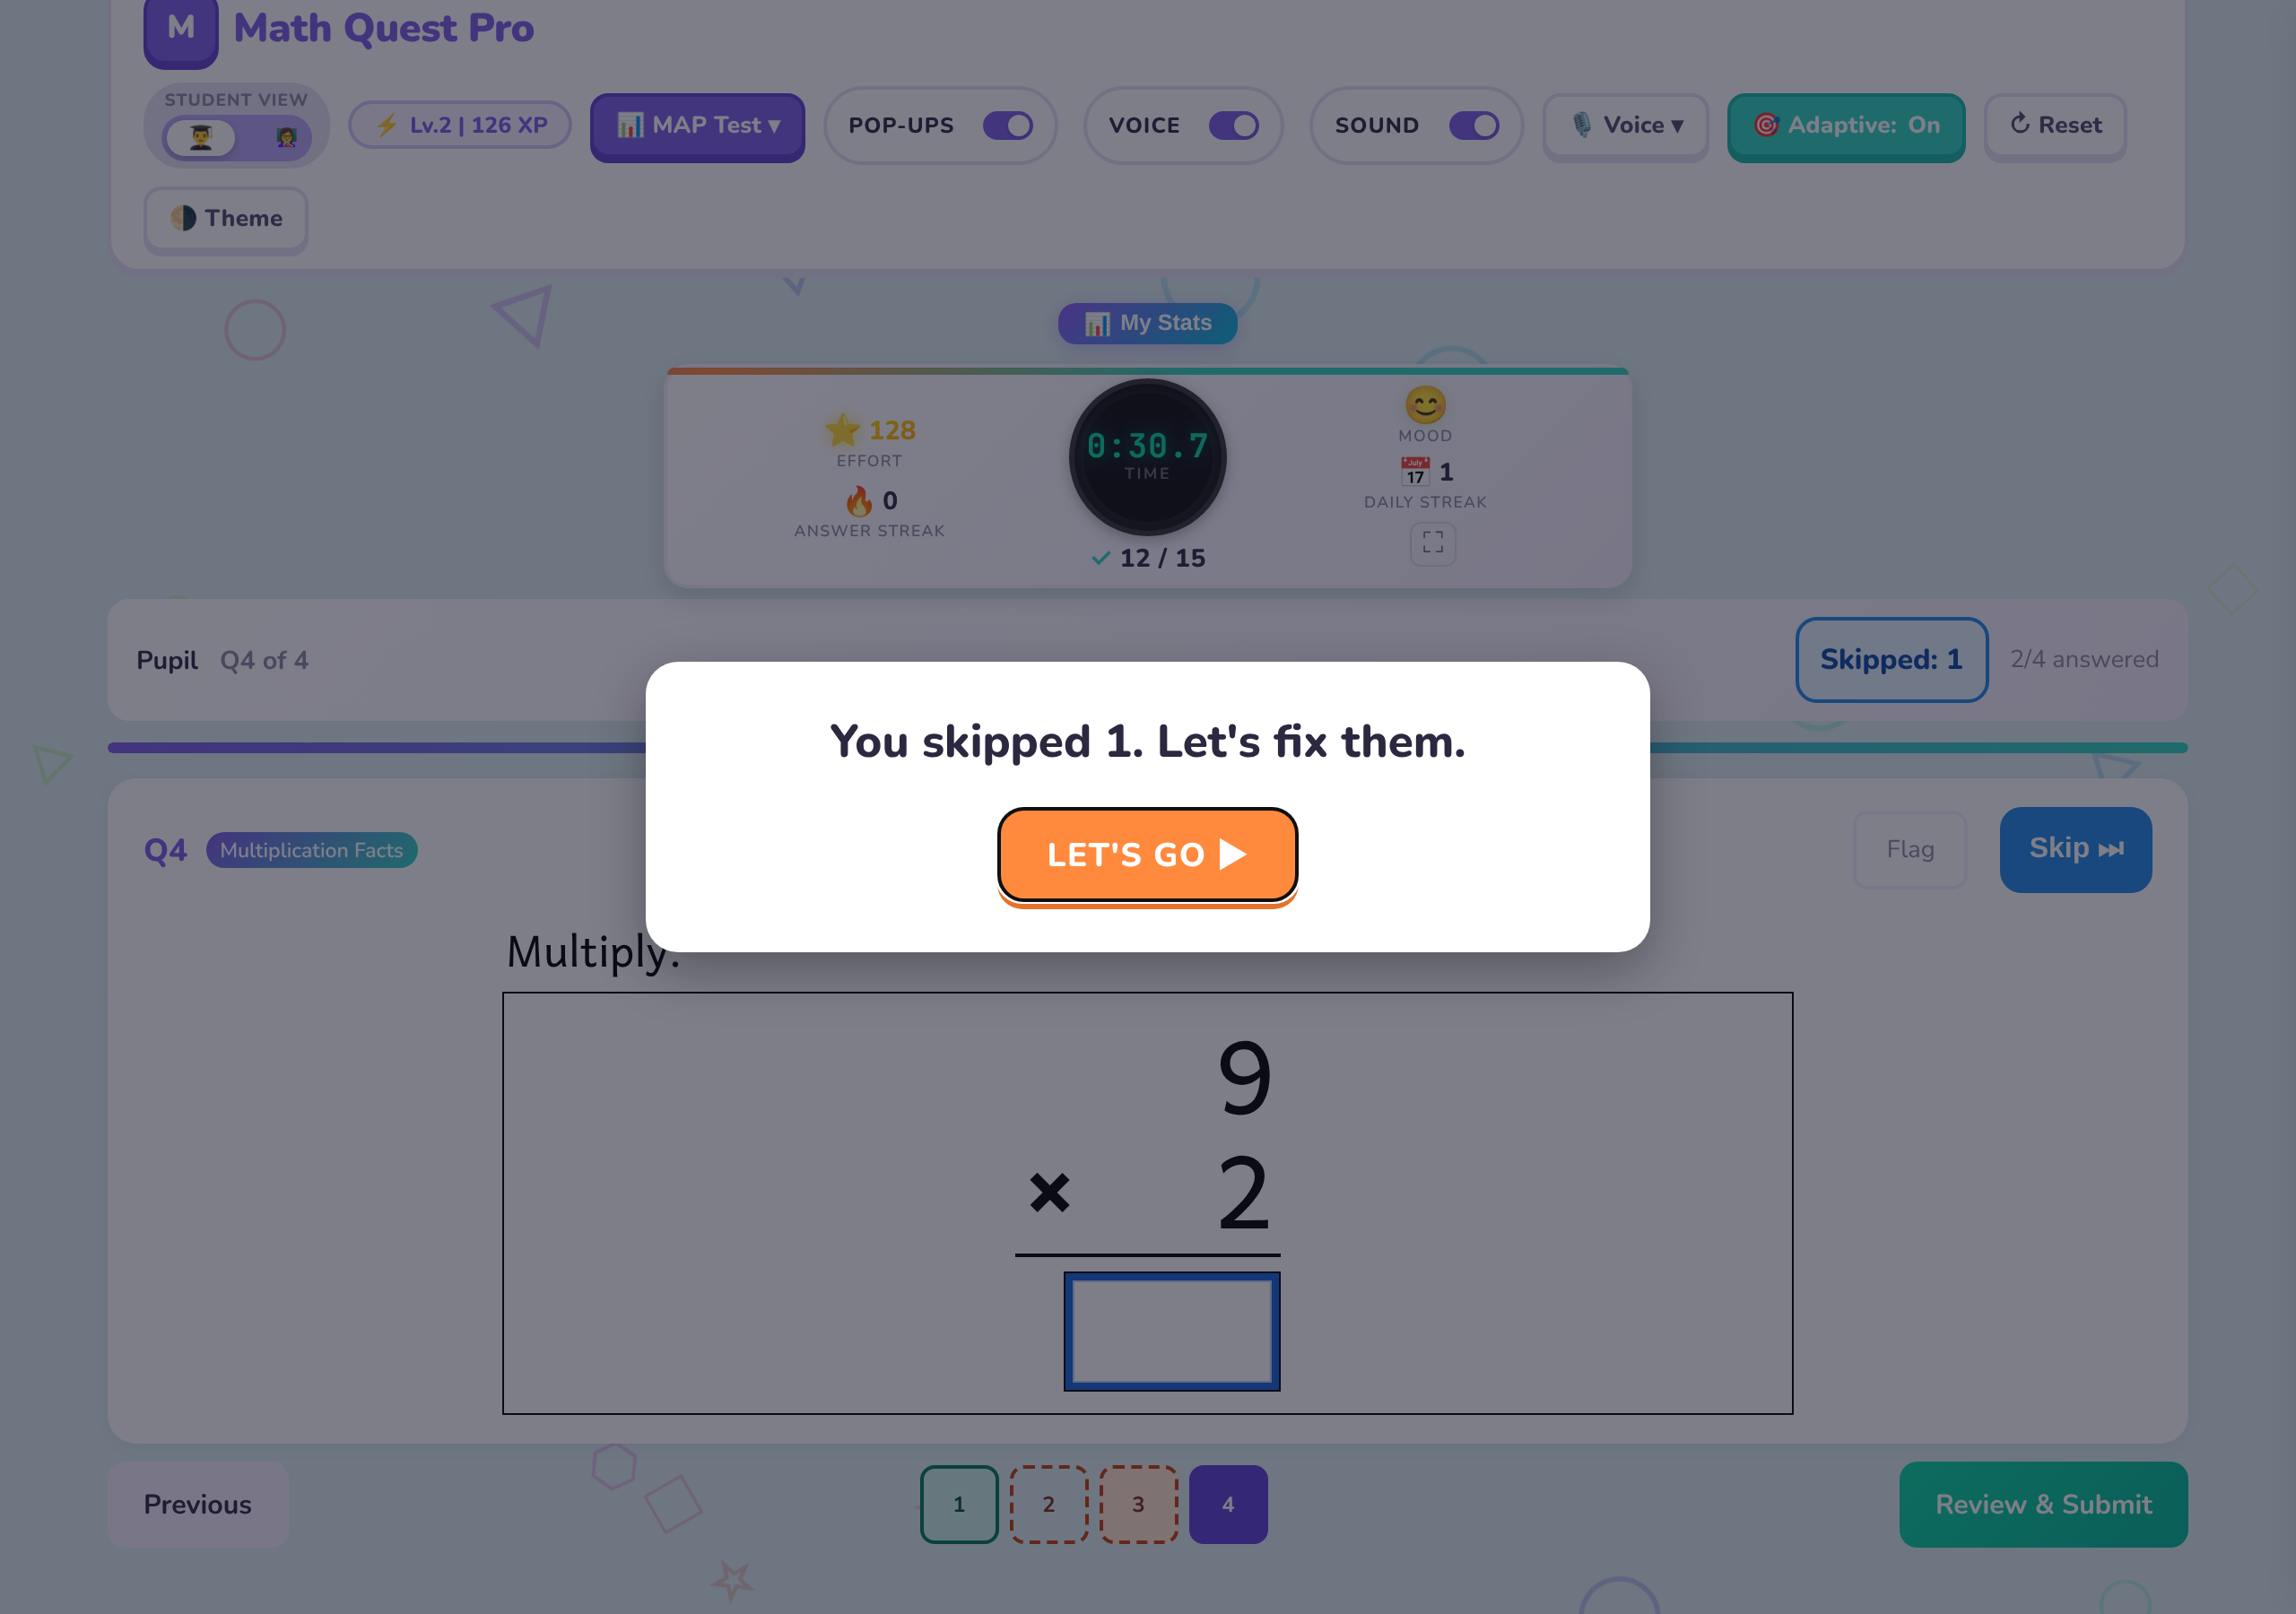 M Math Quest Pro
STUDENT VIEW
⚡ Lv.2 | 126 XP
📊 MAP Test ▾
POP-UPS
VOICE
SOUND
🎙️ Voice ▾
🎯 Adaptive: On
↻ Reset
🌗 Theme
📊 My Stats
⭐ 128
EFFORT
🔥 0
ANSWER STREAK
0:30.7
TIME
✓ 12 / 15
😊
MOOD
📅 1
DAILY STREAK
Pupil Q4 of 4
Skipped: 1
2/4 answered
You skipped 1. Let's fix them.
LET'S GO ▶
Q4 Multiplication Facts
Flag
Skip ⏭
Multiply.
9
× 2
Previous
1 2 3 4
Review & Submit